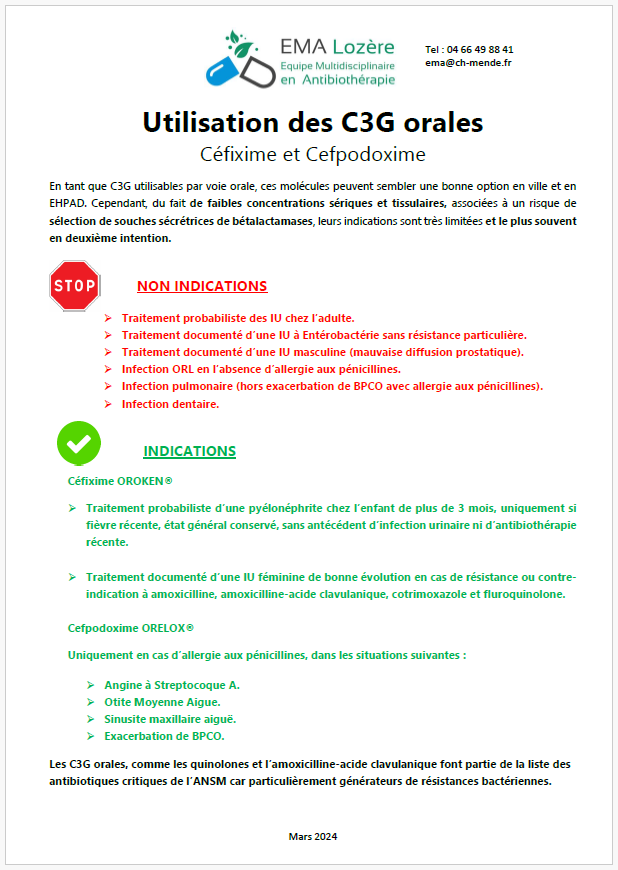 EMA Lozère
Equipe Multidisciplinaire
en Antibiothérapie
Tel : 04 66 49 88 41
ema@ch-mende.fr
Utilisation des C3G orales
Céfixime et Cefpodoxime
En tant que C3G utilisables par voie orale, ces molécules peuvent sembler une bonne option en ville et en
EHPAD. Cependant, du fait de faibles concentrations sériques et tissulaires, associées à un risque de
sélection de souches sécrétrices de bétalactamases, leurs indications sont très limitées et le plus souvent
en deuxième intention.
STOP
NON INDICATIONS
➢ Traitement probabiliste des IU chez l’adulte.
➢ Traitement documenté d’une IU à Entérobactérie sans résistance particulière.
➢ Traitement documenté d’une IU masculine (mauvaise diffusion prostatique).
➢ Infection ORL en l’absence d’allergie aux pénicillines.
➢ Infection pulmonaire (hors exacerbation de BPCO avec allergie aux pénicillines).
➢ Infection dentaire.
INDICATIONS
Céfixime OROKEN®
➢ Traitement probabiliste d’une pyélonéphrite chez l’enfant de plus de 3 mois, uniquement si
fièvre récente, état général conservé, sans antécédent d’infection urinaire ni d’antibiothérapie
récente.
➢ Traitement documenté d’une IU féminine de bonne évolution en cas de résistance ou contre-
indication à amoxicilline, amoxicilline-acide clavulanique, cotrimoxazole et fluroquinolone.
Cefpodoxime ORELOX®
Uniquement en cas d’allergie aux pénicillines, dans les situations suivantes :
➢ Angine à Streptocoque A.
➢ Otite Moyenne Aigue.
➢ Sinusite maxillaire aiguë.
➢ Exacerbation de BPCO.
Les C3G orales, comme les quinolones et l’amoxicilline-acide clavulanique font partie de la liste des
antibiotiques critiques de l’ANSM car particulièrement générateurs de résistances bactériennes.
Mars 2024